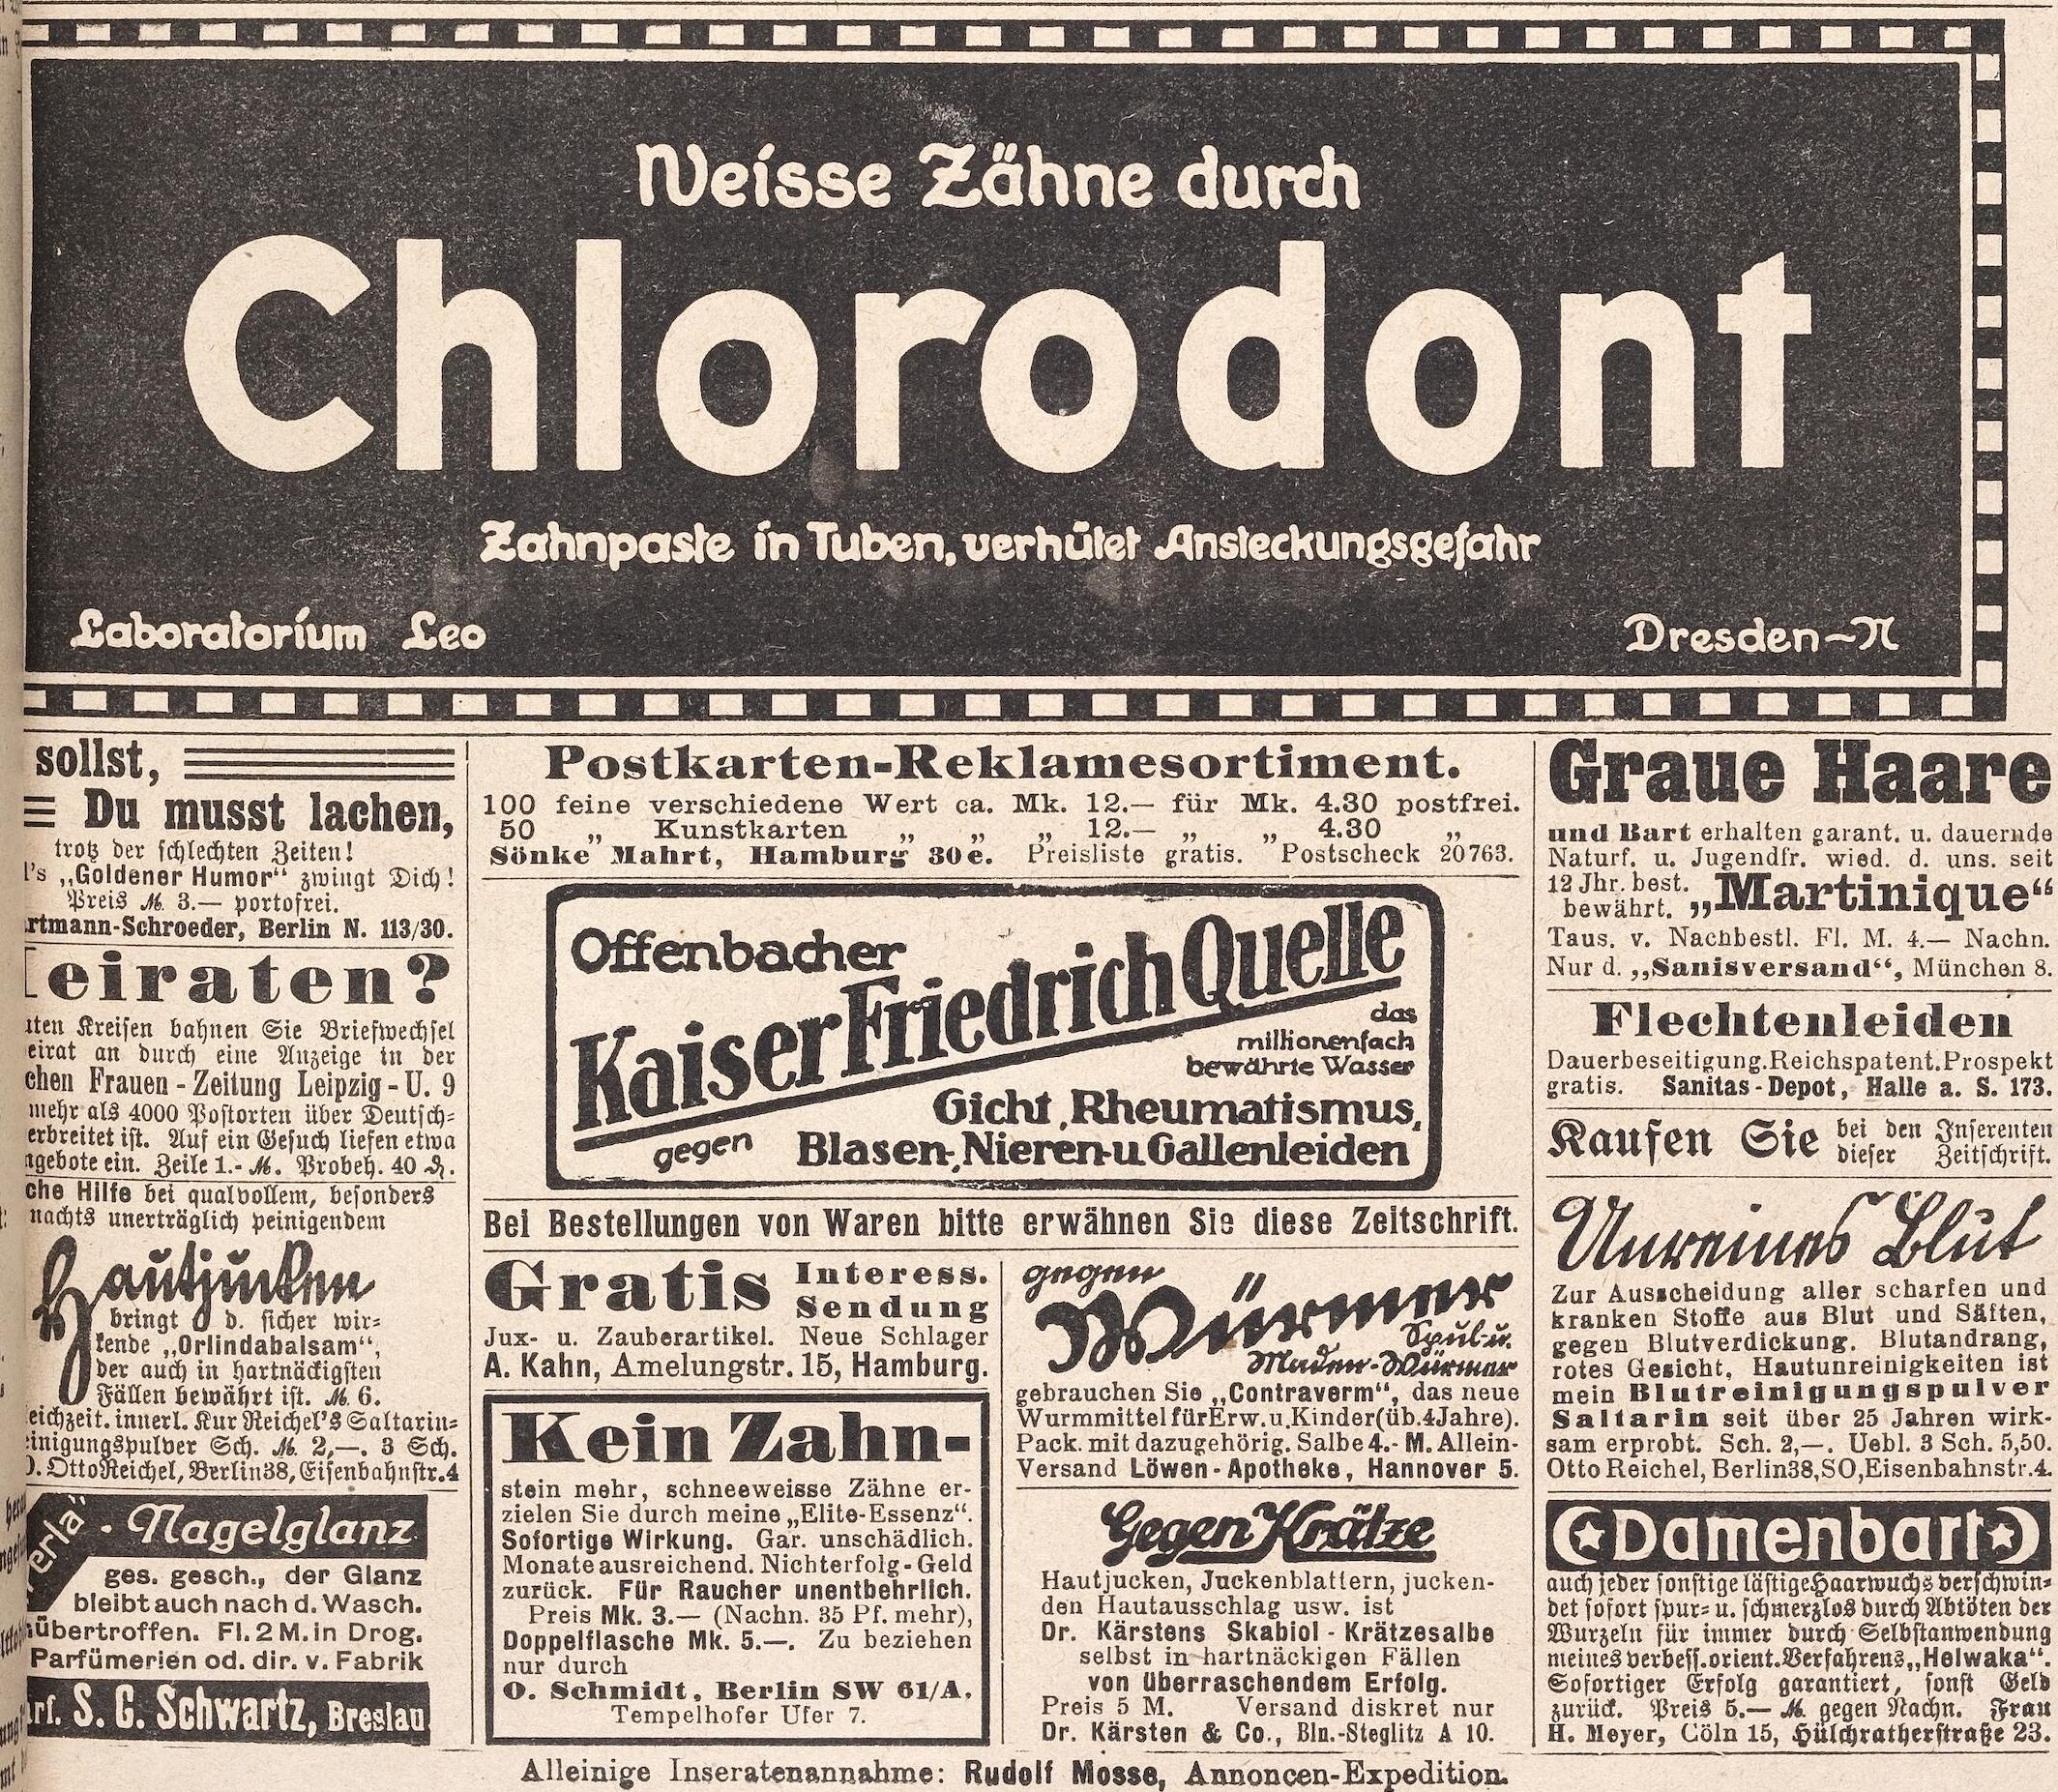 Weisse Zähne durch
Chlorodont
Zahnpaste in Tuben, verhütet Ansteckungsgefahr
Laboratorium Leo
Dresden-N
sollst,
Du musst lachen,
trotz der schlechten Zeiten!
„Goldener Humor“ zwingt Dich!
Preis M. 3.— portofrei.
rtmann-Schroeder, Berlin N. 113/30.
eiraten?
Kreisen bahnen Sie Briefwechsel
eirat an durch eine Anzeige in der
chen Frauen-Zeitung Leipzig-U. 9
mehr als 4000 Postorten über Deutsch-
erbreitet ist. Auf ein Gesuch liefen etwa
ngebote ein. Zeile 1.- M. Probeh. 40 ₰.
che Hilfe bei qualvollem, besonders
nachts unerträglich peinigendem
Hautjucken
bringt d. sicher wir-
kende „Orlindabalsam“,
der auch in hartnäckigsten
Fällen bewährt ist. M. 6.
eichzeit. innerl. Kur Reichel's Saltarin-
einigungspulver Sch. M. 2,—. 3 Sch.
Otto Reichel, Berlin 38, Eisenbahnstr. 4
erla“ - Nagelglanz
ges. gesch., der Glanz
bleibt auch nach d. Wasch.
übertroffen. Fl. 2 M. in Drog.
Parfümerien od. dir. v. Fabrik
arf. S. G. Schwartz, Breslau
Postkarten-Reklamesortiment.
100 feine verschiedene Wert ca. Mk. 12.— für Mk. 4.30 postfrei.
50 „ Kunstkarten „ „ „ 12.— „ „ 4.30 „
Sönke Mahrt, Hamburg 30e. Preisliste gratis. Postscheck 20763.
Offenbacher
Kaiser Friedrich Quelle
das
millionenfach
bewährte Wasser
gegen
Gicht, Rheumatismus,
Blasen-, Nieren- u Gallenleiden
Bei Bestellungen von Waren bitte erwähnen Sie diese Zeitschrift.
Gratis Interess.
Sendung
Jux- u. Zauberartikel. Neue Schlager
A. Kahn, Amelungstr. 15, Hamburg.
Kein Zahn-
stein mehr, schneeweisse Zähne er-
zielen Sie durch meine „Elite-Essenz“.
Sofortige Wirkung. Gar. unschädlich.
Monate ausreichend. Nichterfolg-Geld
zurück. Für Raucher unentbehrlich.
Preis Mk. 3.— (Nachn. 35 Pf. mehr),
Doppelflasche Mk. 5.—. Zu beziehen
nur durch
O. Schmidt, Berlin SW 61/A,
Tempelhofer Ufer 7.
gegen
Würmer
Spul- u.
Maden-Würmer
gebrauchen Sie „Contraverm“, das neue
Wurmmittel für Erw. u. Kinder (üb. 4 Jahre).
Pack. mit dazugehörig. Salbe 4.- M. Allein-
Versand Löwen-Apotheke, Hannover 5.
Gegen Krätze
Hautjucken, Juckenblattern, jucken-
den Hautausschlag usw. ist
Dr. Kärstens Skabiol-Krätzesalbe
selbst in hartnäckigen Fällen
von überraschendem Erfolg.
Preis 5 M. Versand diskret nur
Dr. Kärsten & Co., Bln.-Steglitz A 10.
Graue Haare
und Bart erhalten garant. u. dauernde
Naturf. u. Jugendfr. wied. d. uns. seit
12 Jhr. best.
bewährt. „Martinique“
Taus. v. Nachbestl. Fl. M. 4.— Nachn.
Nur d. „Sanisversand“, München 8.
Flechtenleiden
Dauerbeseitigung. Reichspatent. Prospekt
gratis. Sanitas-Depot, Halle a. S. 173.
Kaufen Sie bei den Inserenten
dieser Zeitschrift.
Unreines Blut
Zur Ausscheidung aller scharfen und
kranken Stoffe aus Blut und Säften,
gegen Blutverdickung, Blutandrang,
rotes Gesicht, Hautunreinigkeiten ist
mein Blutreinigungspulver
Saltarin seit über 25 Jahren wirk-
sam erprobt. Sch. 2,—. Uebl. 3 Sch. 5,50.
Otto Reichel, Berlin 38, SO, Eisenbahnstr. 4.
Damenbart
auch jeder sonstige lästige Haarwuchs verschwin-
det sofort spur- u. schmerzlos durch Abtöten der
Wurzeln für immer durch Selbstanwendung
meines verbess. orient. Verfahrens „Helwaka“.
Sofortiger Erfolg garantiert, sonst Geld
zurück. Preis 5.— M. gegen Nachn. Frau
H. Meyer, Cöln 15, Hülchratherstraße 23.
Alleinige Inseratenannahme: Rudolf Mosse, Annoncen-Expedition.